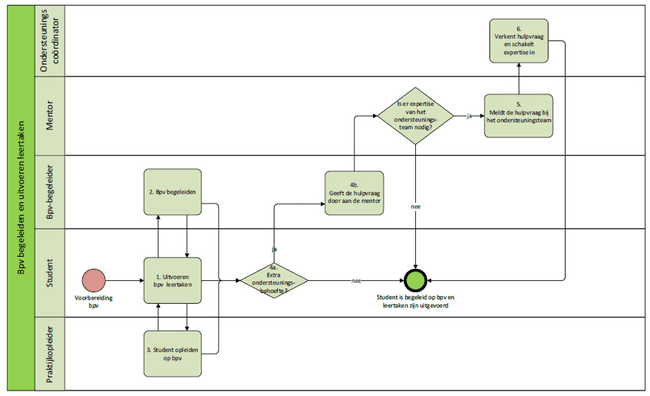 Bpv begeleiden en uitvoeren leertaken
Ondersteunings
coördinator
6.
Verkent hulpvraag
en schakelt
expertise in
Mentor
Is er expertise
van het
ondersteunings-
team nodig?
ja
5.
Meldt de hulpvraag bij
het ondersteuningsteam
Bpv-begeleider
2. Bpv begeleiden
4b.
Geeft de hulpvraag
door aan de mentor
nee
Student
Voorbereiding
bpv
1. Uitvoeren
bpv leertaken
ja
4a.
Extra
ondersteunings-
behoefte?
nee
Student is begeleid op bpv en
leertaken zijn uitgevoerd
Praktijkopleider
3. Student opleiden
op bpv